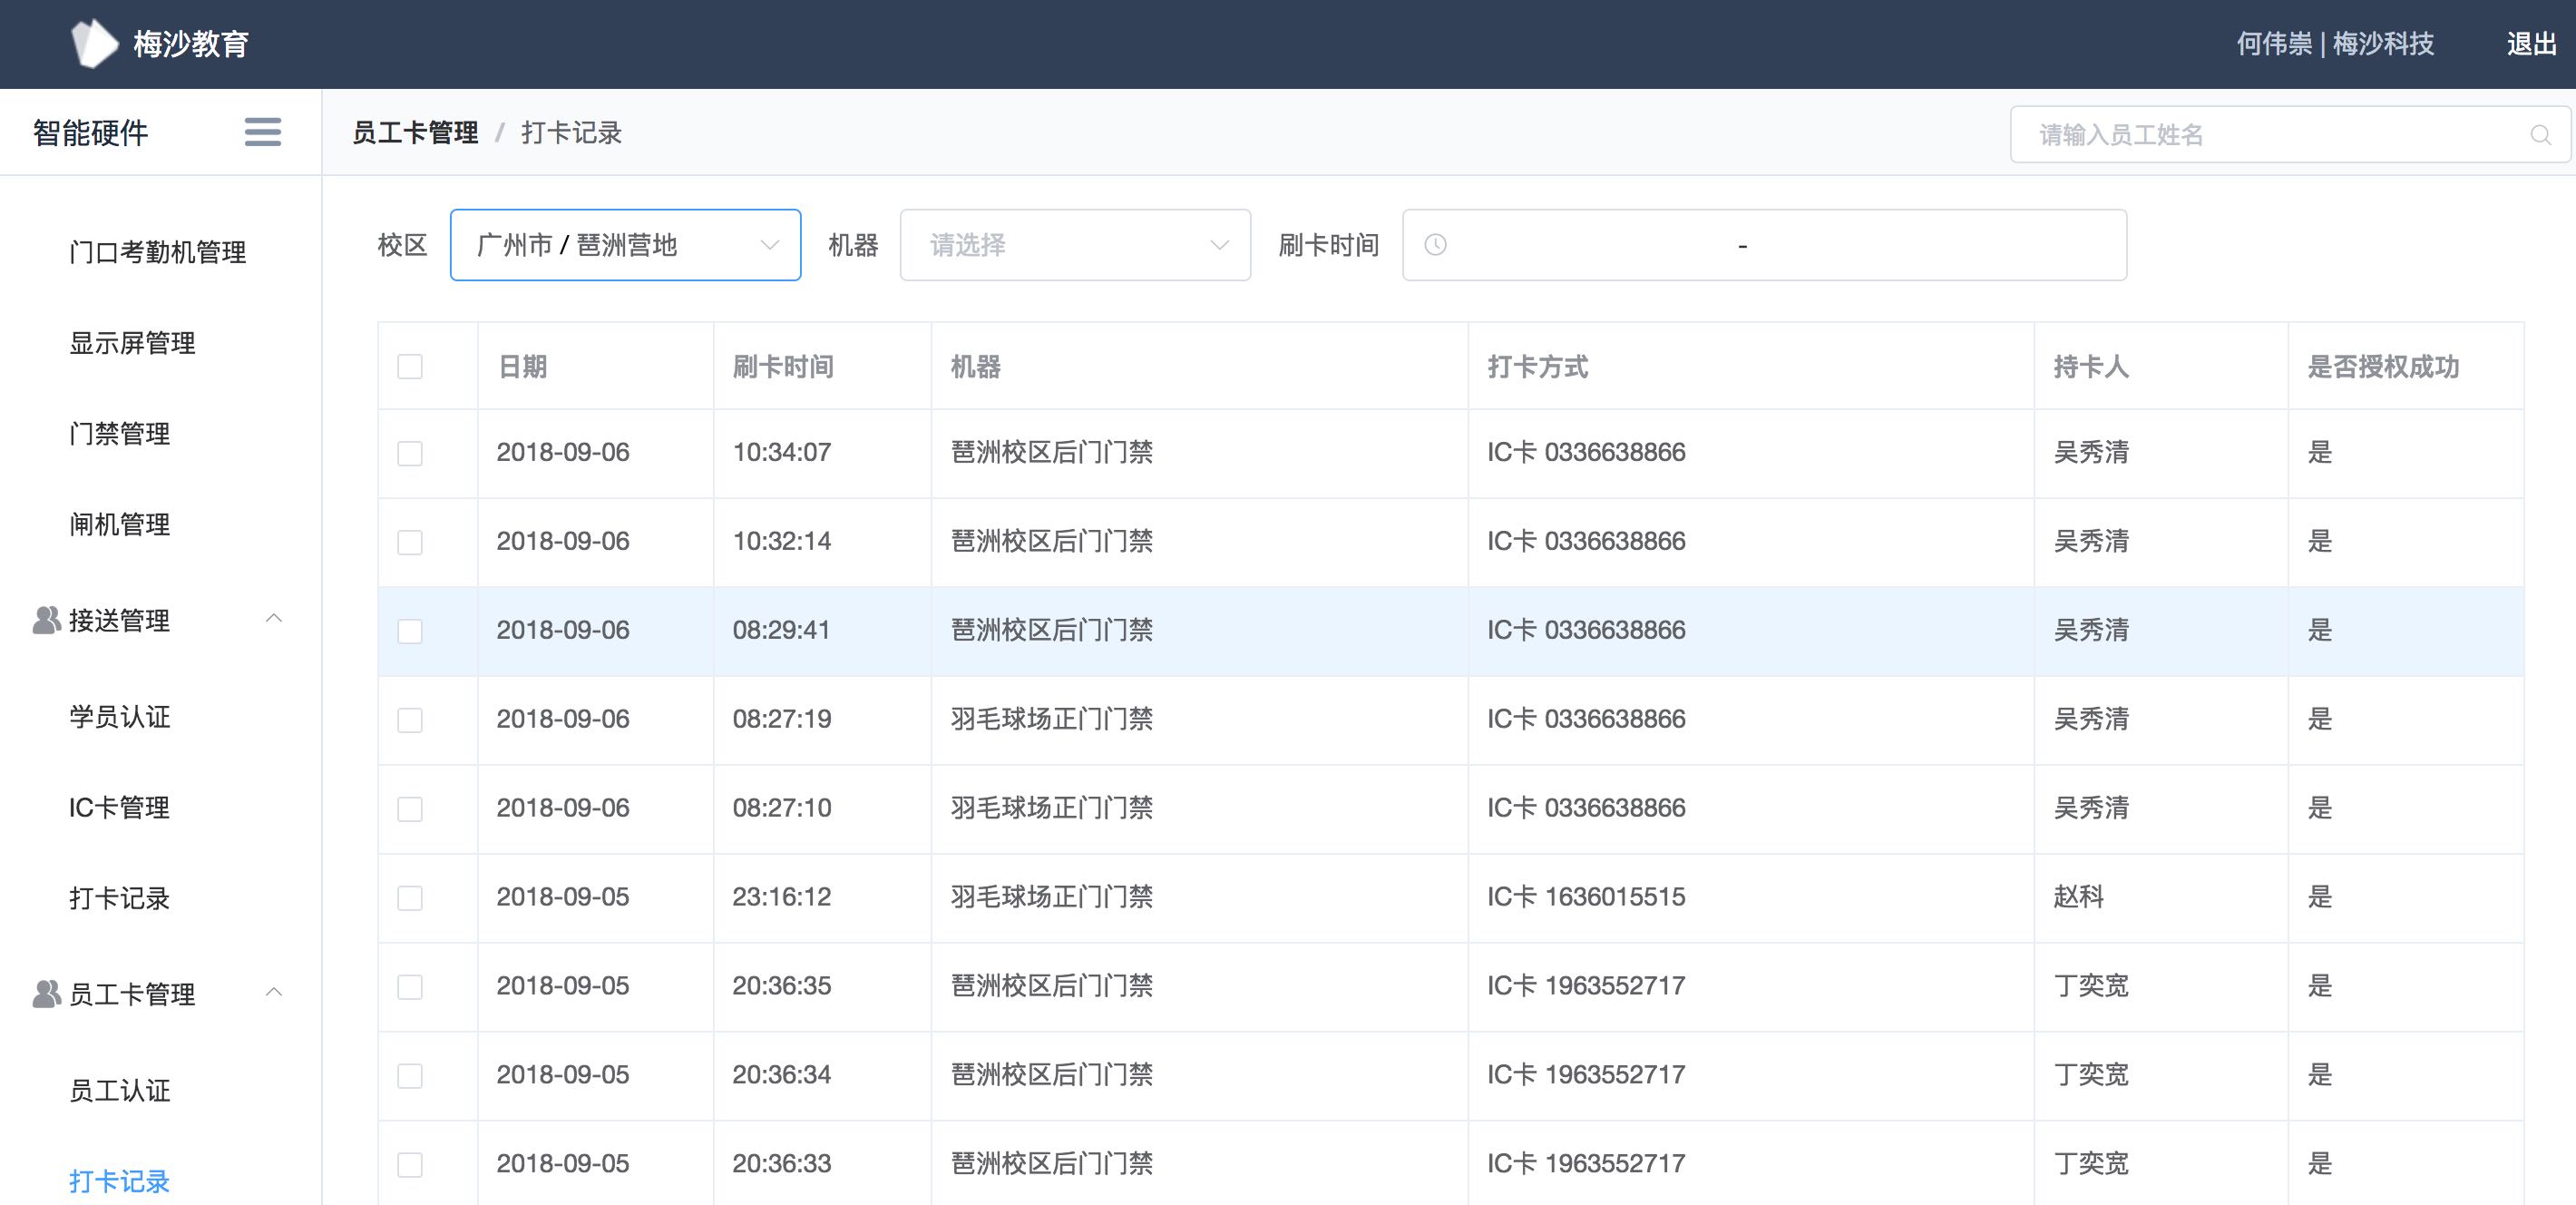 梅沙教育
何伟崇 | 梅沙科技 退出
智能硬件
员工卡管理 / 打卡记录
请输入员工姓名
门口考勤机管理
显示屏管理
门禁管理
闸机管理
接送管理
学员认证
IC卡管理
打卡记录
员工卡管理
员工认证
打卡记录
校区 广州市 / 琶洲营地 机器 请选择 刷卡时间 -
日期 刷卡时间 机器 打卡方式 持卡人 是否授权成功
2018-09-06 10:34:07 琶洲校区后门门禁 IC卡 0336638866 吴秀清 是
2018-09-06 10:32:14 琶洲校区后门门禁 IC卡 0336638866 吴秀清 是
2018-09-06 08:29:41 琶洲校区后门门禁 IC卡 0336638866 吴秀清 是
2018-09-06 08:27:19 羽毛球场正门门禁 IC卡 0336638866 吴秀清 是
2018-09-06 08:27:10 羽毛球场正门门禁 IC卡 0336638866 吴秀清 是
2018-09-05 23:16:12 羽毛球场正门门禁 IC卡 1636015515 赵科 是
2018-09-05 20:36:35 琶洲校区后门门禁 IC卡 1963552717 丁奕宽 是
2018-09-05 20:36:34 琶洲校区后门门禁 IC卡 1963552717 丁奕宽 是
2018-09-05 20:36:33 琶洲校区后门门禁 IC卡 1963552717 丁奕宽 是